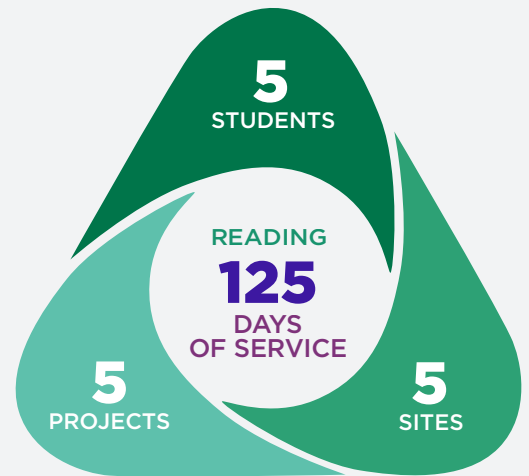 5
STUDENTS
READING
125
DAYS
OF SERVICE
5
PROJECTS
5
SITES